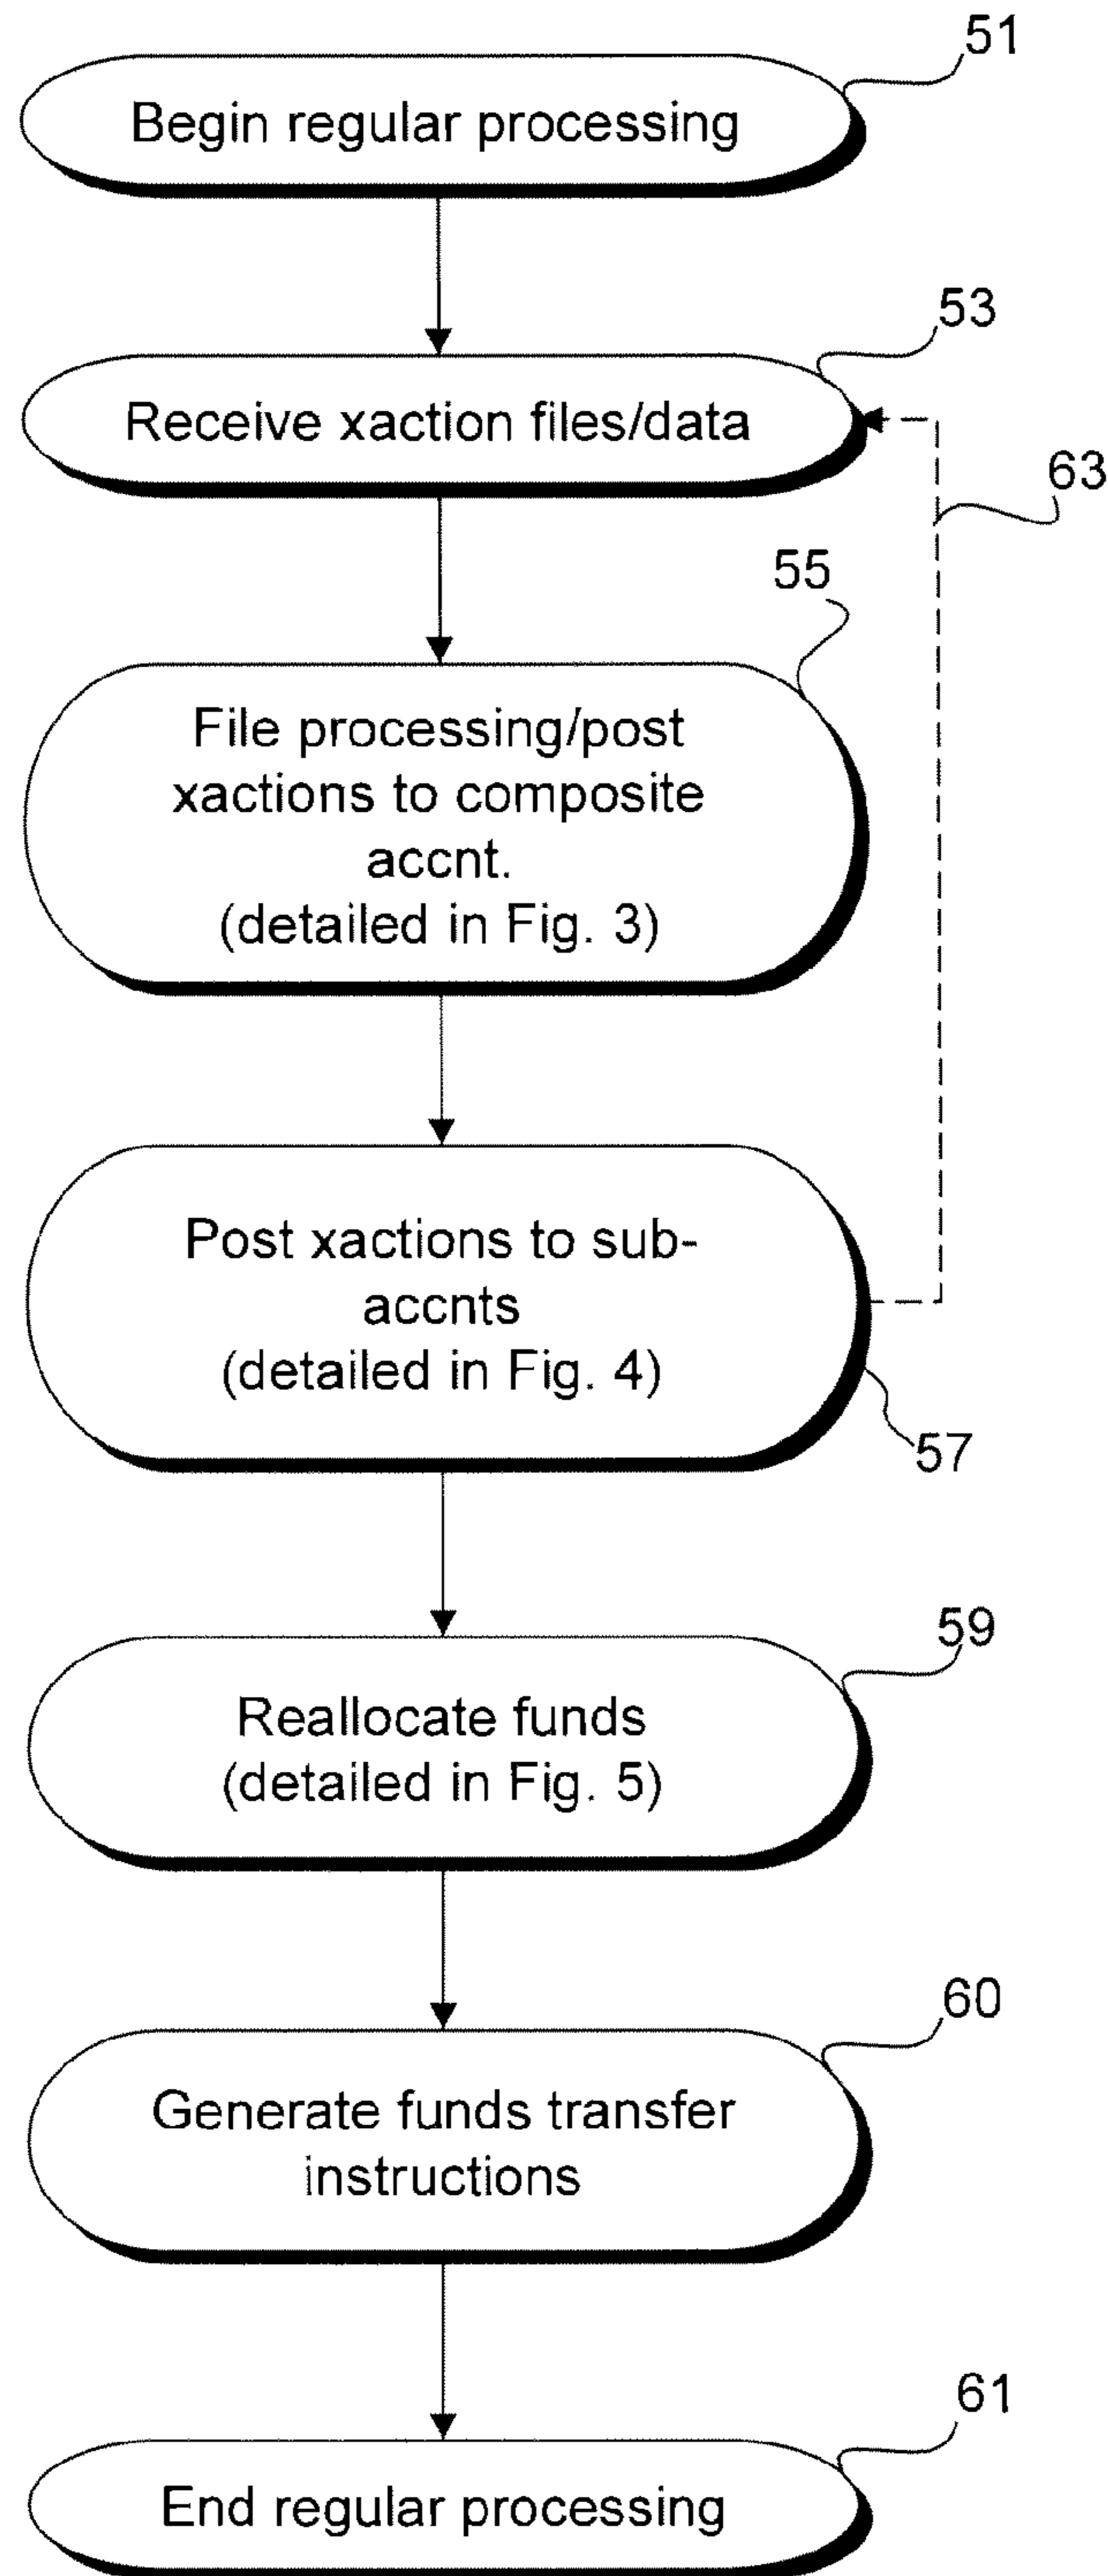 51
Begin regular processing
53
Receive xaction files/data
63
55
File processing/post
xactions to composite
accnt.
(detailed in Fig. 3)
Post xactions to sub-
accnts
(detailed in Fig. 4)
57
59
Reallocate funds
(detailed in Fig. 5)
60
Generate funds transfer
instructions
61
End regular processing